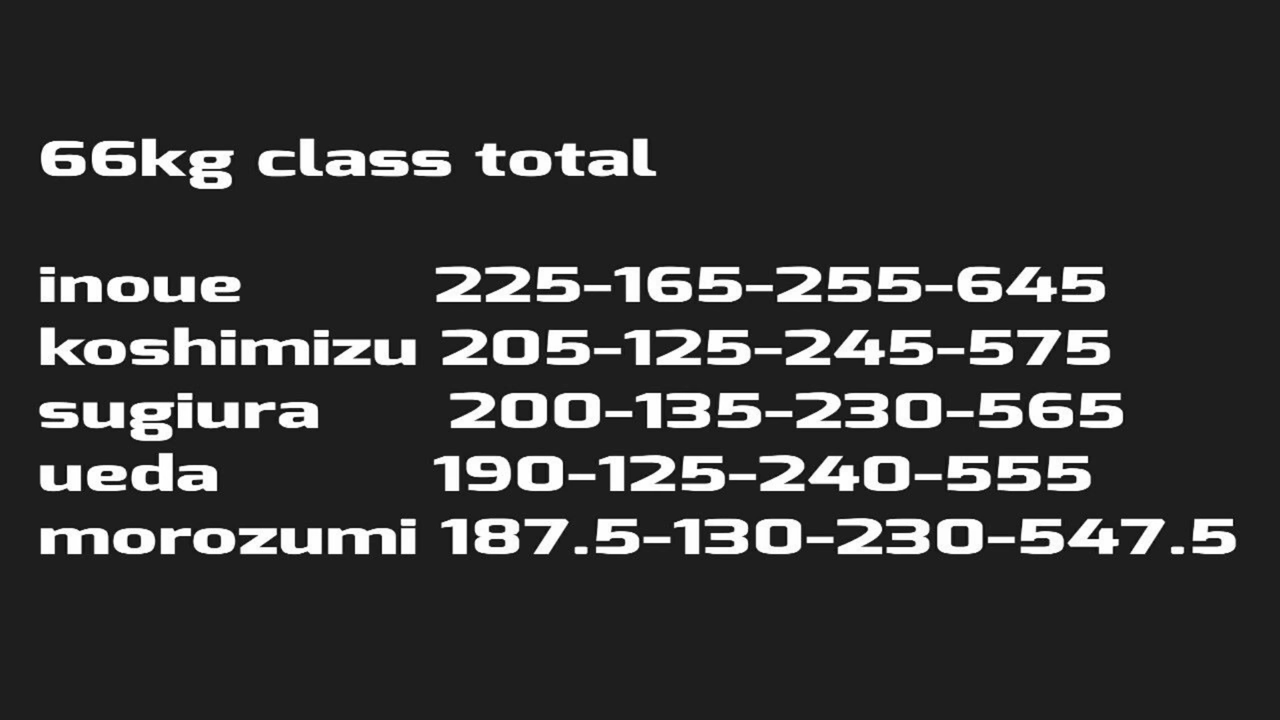 66kg class total
inoue 225-165-255-645
koshimizu 205-125-245-575
sugiura 200-135-230-565
ueda 190-125-240-555
morozumi 187.5-130-230-547.5